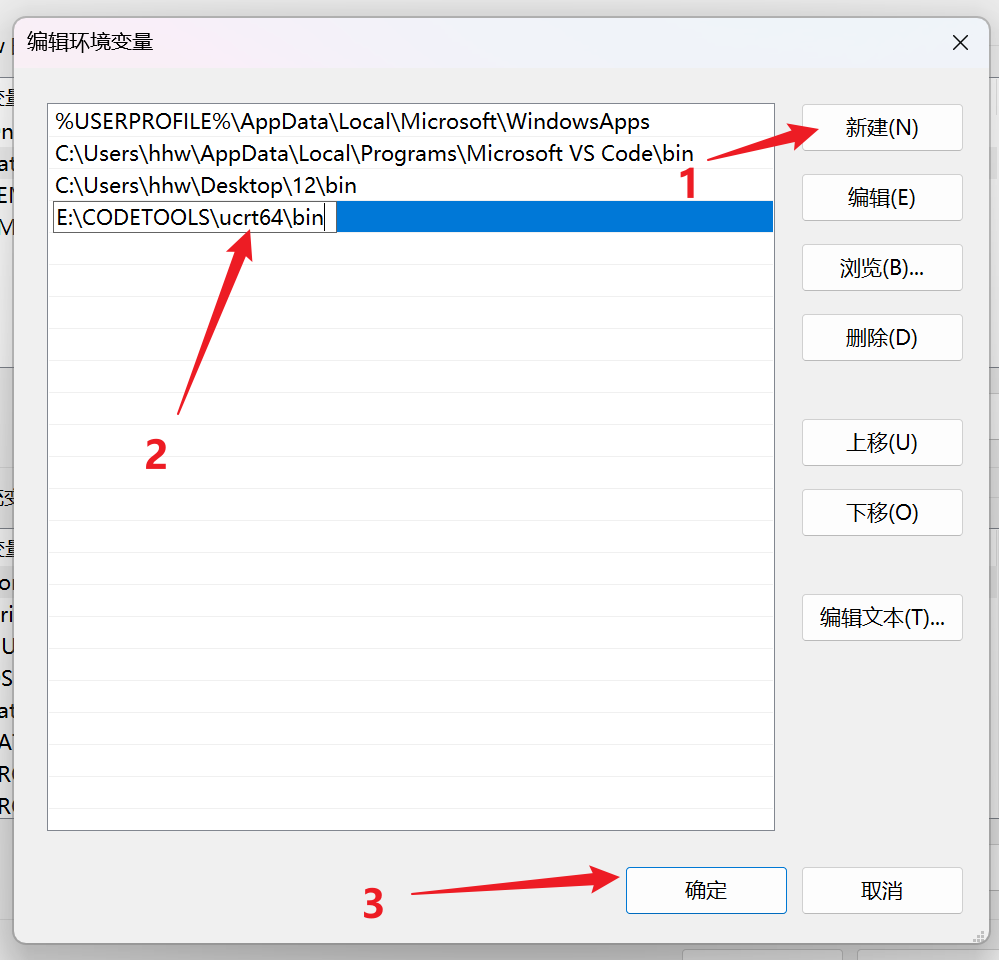 编辑环境变量
%USERPROFILE%\AppData\Local\Microsoft\WindowsApps
新建(N)
C:\Users\hhw\AppData\Local\Programs\Microsoft VS Code\bin
1
C:\Users\hhw\Desktop\12\bin
编辑(E)
E:\CODETOOLS\ucrt64\bin
浏览(B)...
删除(D)
2
上移(U)
下移(O)
编辑文本(T)...
3
确定
取消